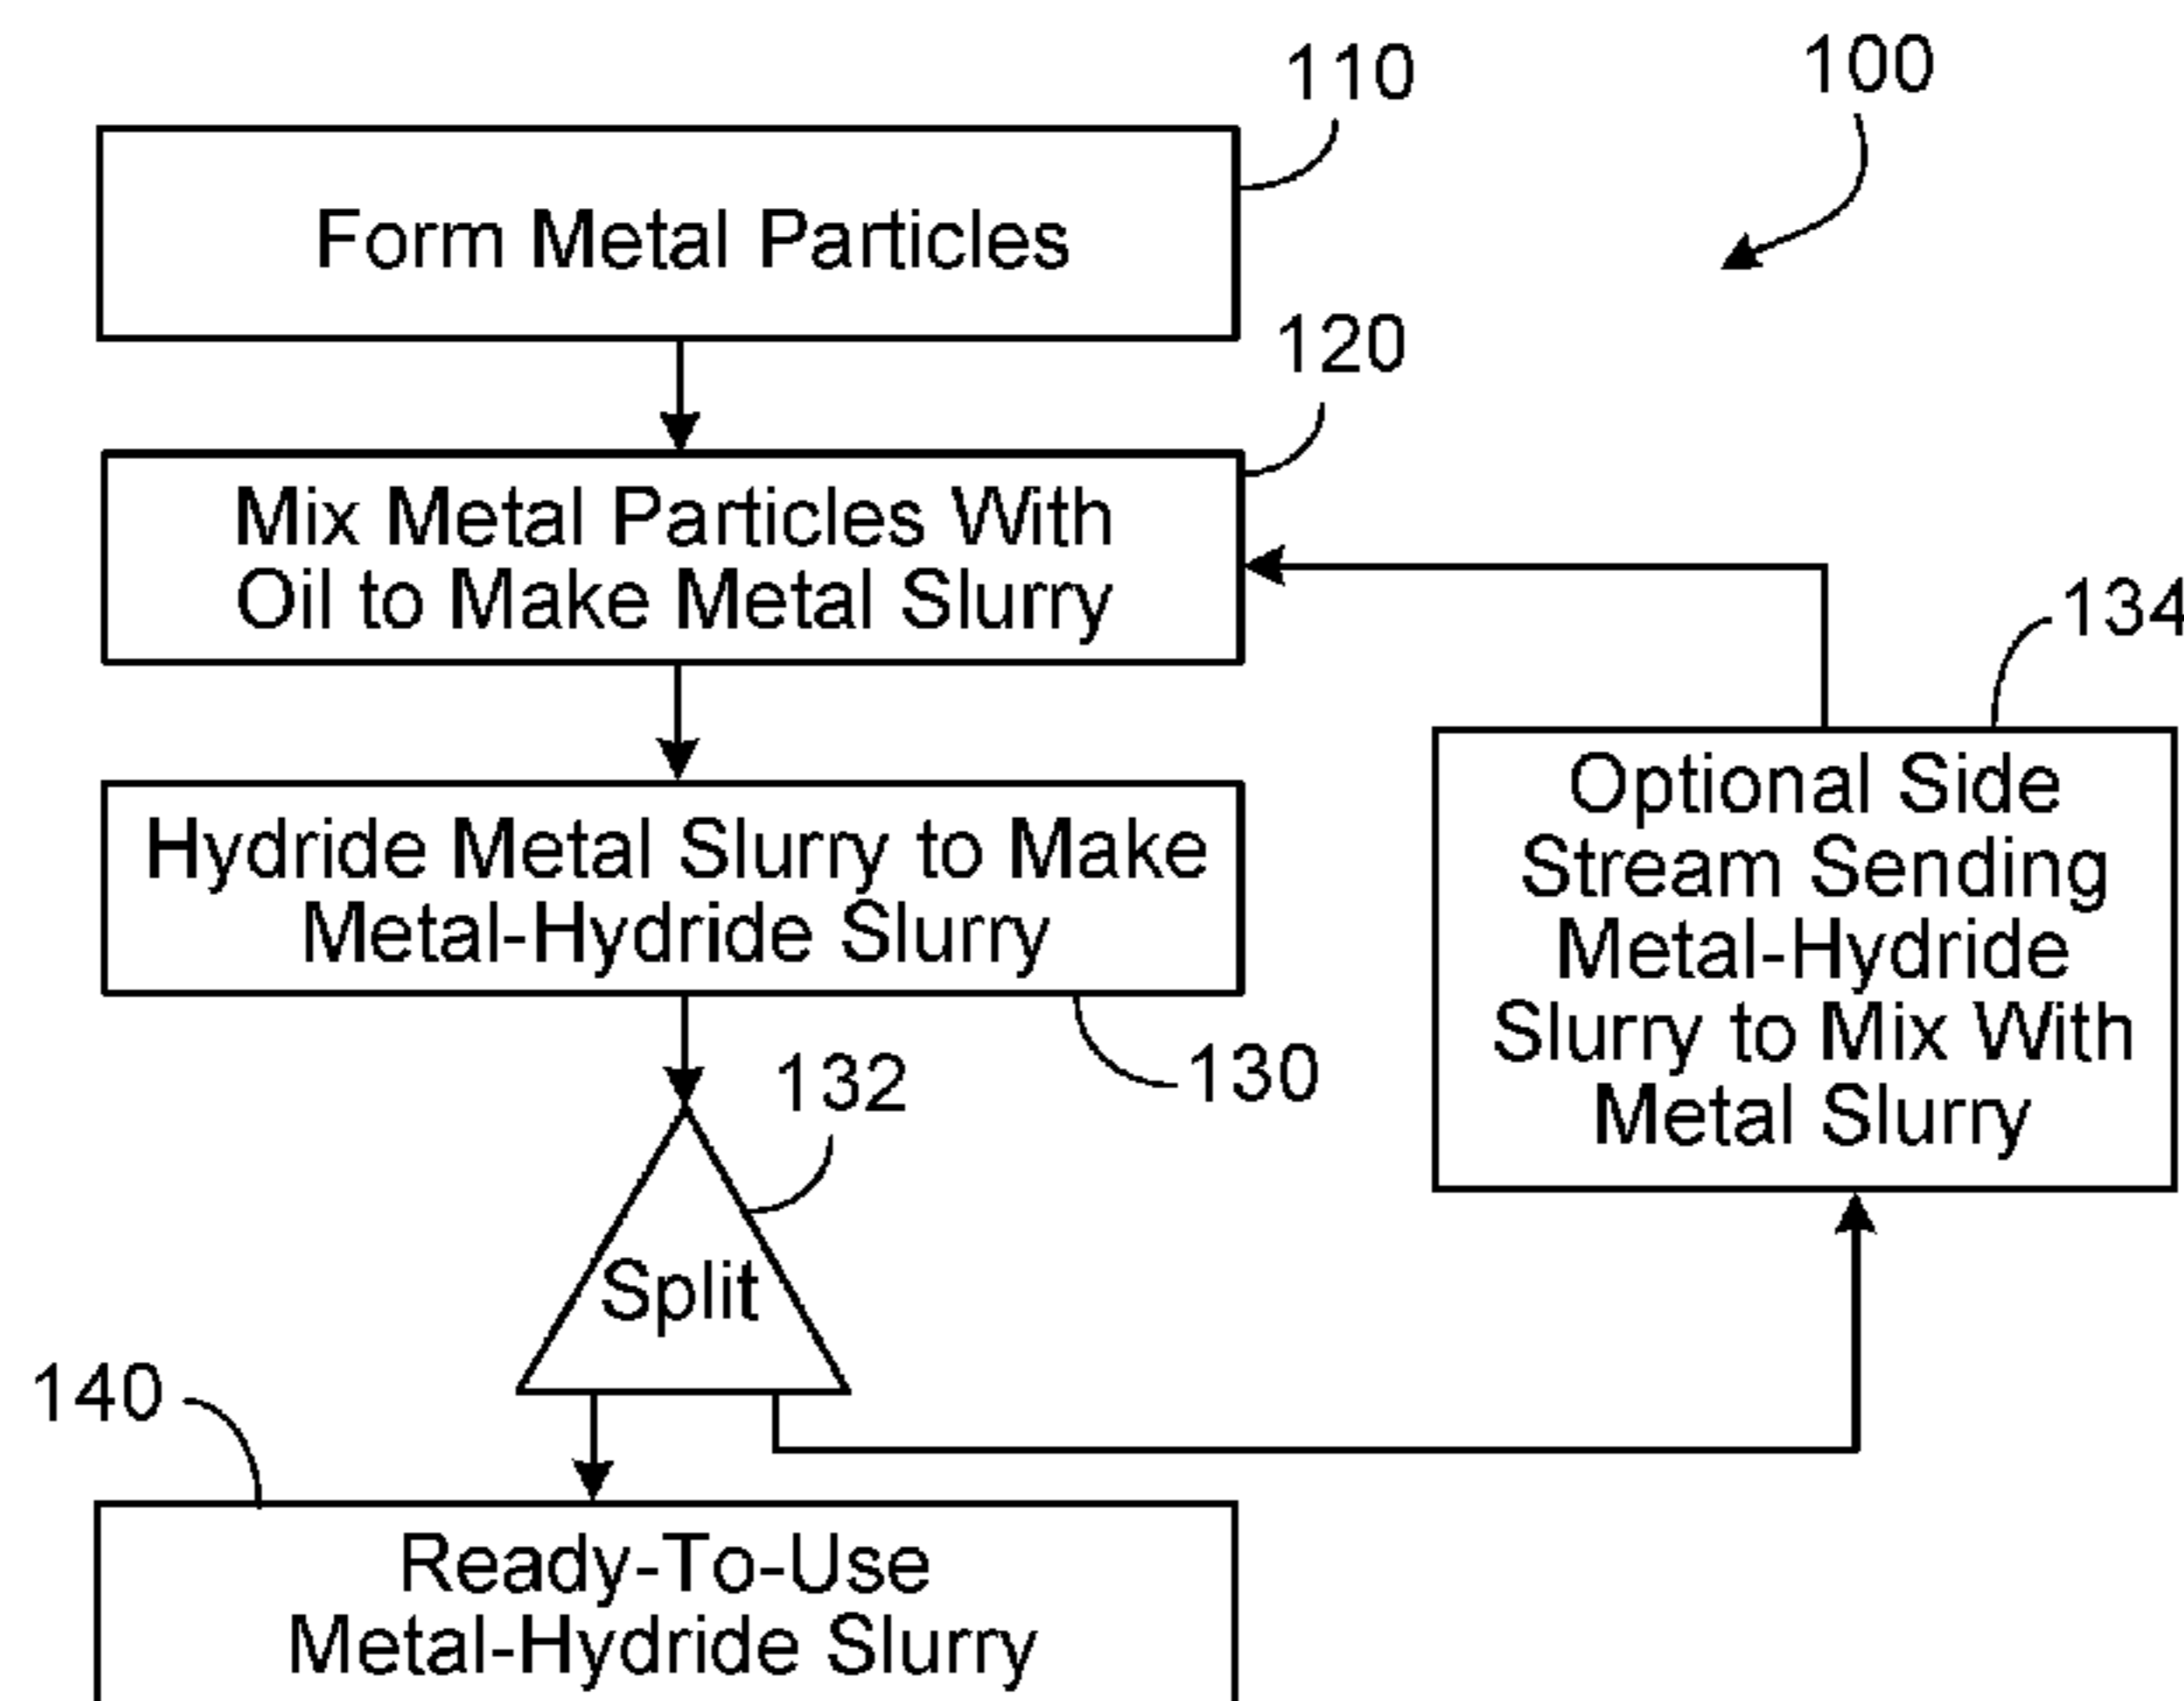 110
100
Form Metal Particles
120
Mix Metal Particles With
Oil to Make Metal Slurry
134
Hydride Metal Slurry to Make
Metal-Hydride Slurry
130
Optional Side
Stream Sending
Metal-Hydride
Slurry to Mix With
Metal Slurry
132
Split
140
Ready-To-Use
Metal-Hydride Slurry